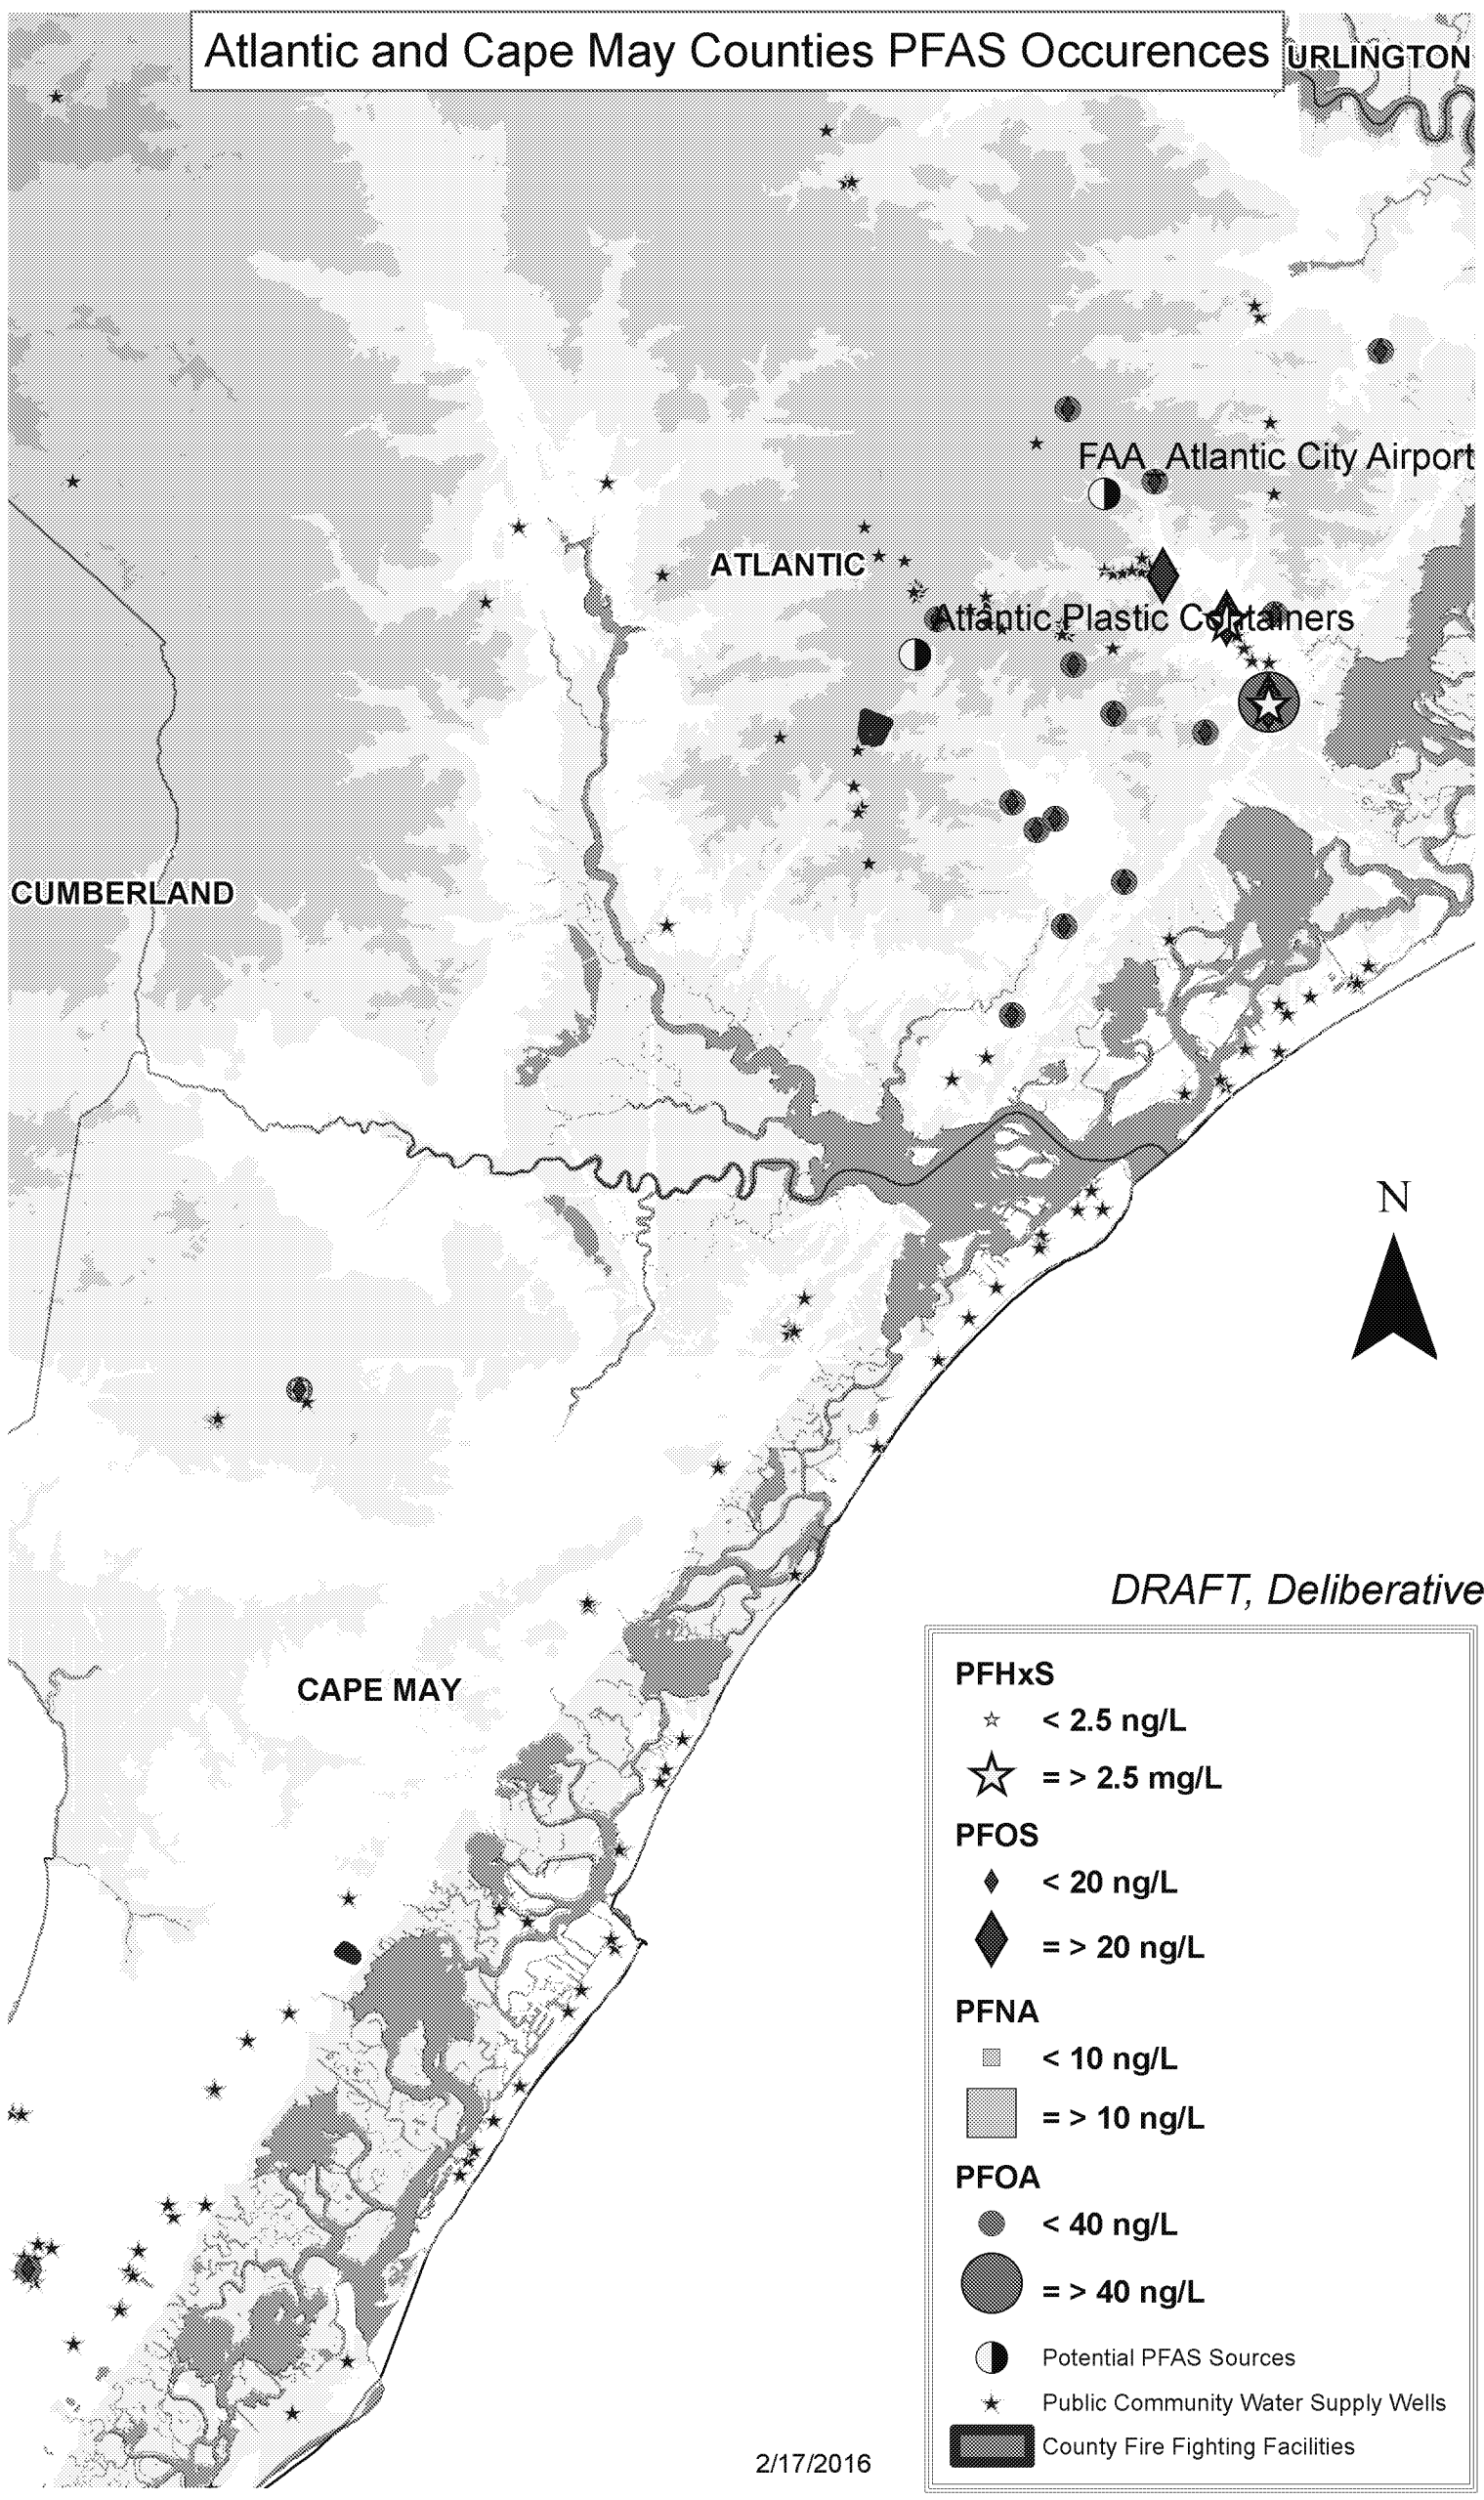 Atlantic and Cape May Counties PFAS Occurences
URLINGTON
FAA Atlantic City Airport
ATLANTIC
Atlantic Plastic Containers
CUMBERLAND
N
DRAFT, Deliberative
CAPE MAY
PFHxS
< 2.5 ng/L
= > 2.5 mg/L
PFOS
< 20 ng/L
= > 20 ng/L
PFNA
< 10 ng/L
= > 10 ng/L
PFOA
< 40 ng/L
= > 40 ng/L
Potential PFAS Sources
Public Community Water Supply Wells
County Fire Fighting Facilities
2/17/2016